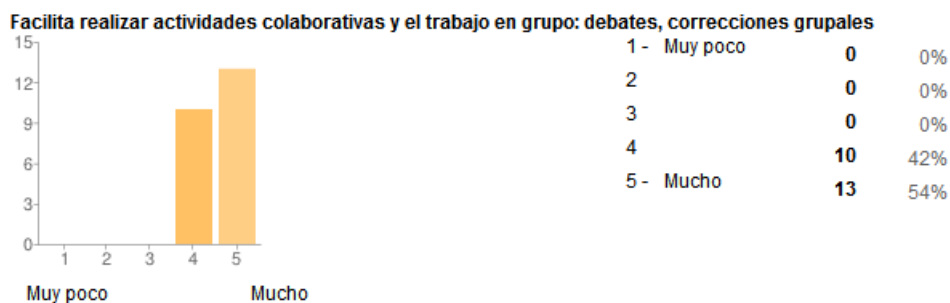 Facilita realizar actividades colaborativas y el trabajo en grupo: debates, correcciones grupales
15
12
9
6
3
0
1 2 3 4 5
Muy poco Mucho
1 - Muy poco 0 0%
2 0 0%
3 0 0%
4 10 42%
5 - Mucho 13 54%